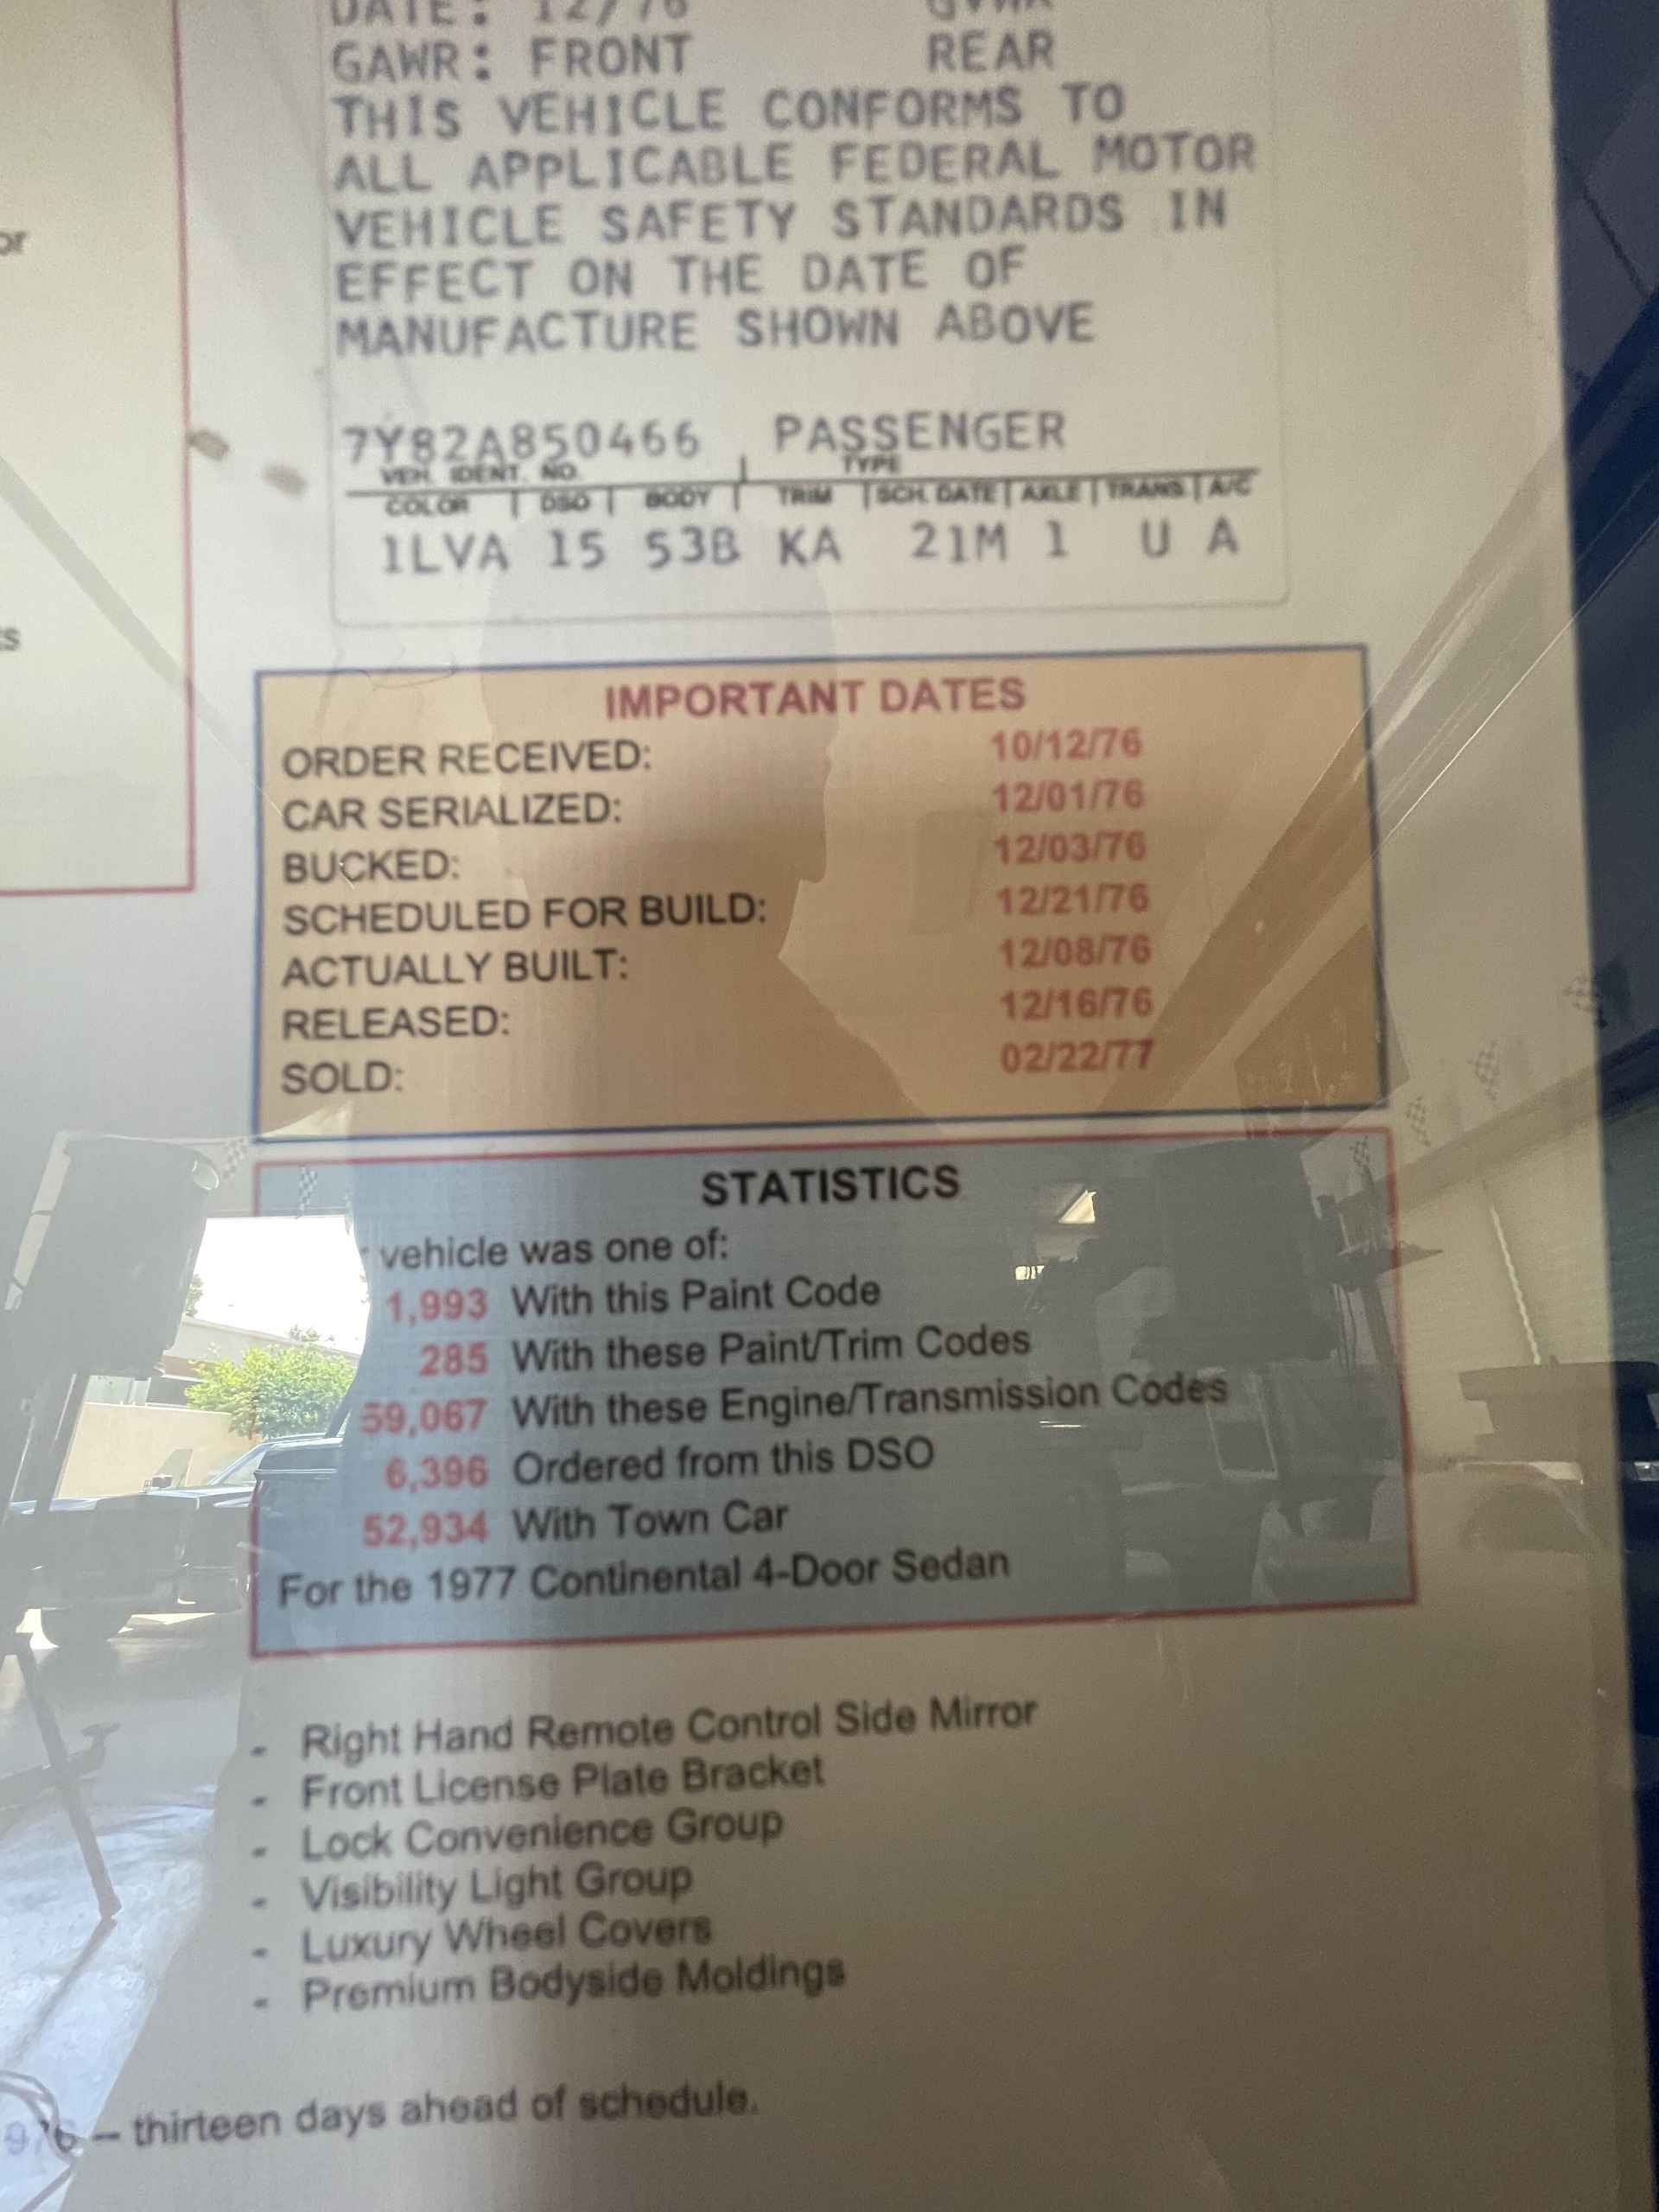 DATE: 12/76 GVWR
GAWR: FRONT REAR
THIS VEHICLE CONFORMS TO
ALL APPLICABLE FEDERAL MOTOR
VEHICLE SAFETY STANDARDS IN
EFFECT ON THE DATE OF
MANUFACTURE SHOWN ABOVE
or
7Y82A850466 PASSENGER
VEH. IDENT. NO. TYPE
COLOR | DSO | BODY | TRIM | SCH. DATE | AXLE | TRANS. | A/C
1LVA 15 53B KA 21M 1 U A
IMPORTANT DATES
ORDER RECEIVED: 10/12/76
CAR SERIALIZED: 12/01/76
BUCKED: 12/03/76
SCHEDULED FOR BUILD: 12/21/76
ACTUALLY BUILT: 12/08/76
RELEASED: 12/16/76
SOLD: 02/22/77
STATISTICS
vehicle was one of:
1,993 With this Paint Code
285 With these Paint/Trim Codes
59,067 With these Engine/Transmission Codes
6,396 Ordered from this DSO
52,934 With Town Car
For the 1977 Continental 4-Door Sedan
- Right Hand Remote Control Side Mirror
- Front License Plate Bracket
- Lock Convenience Group
- Visibility Light Group
- Luxury Wheel Covers
- Premium Bodyside Moldings
976 – thirteen days ahead of schedule.